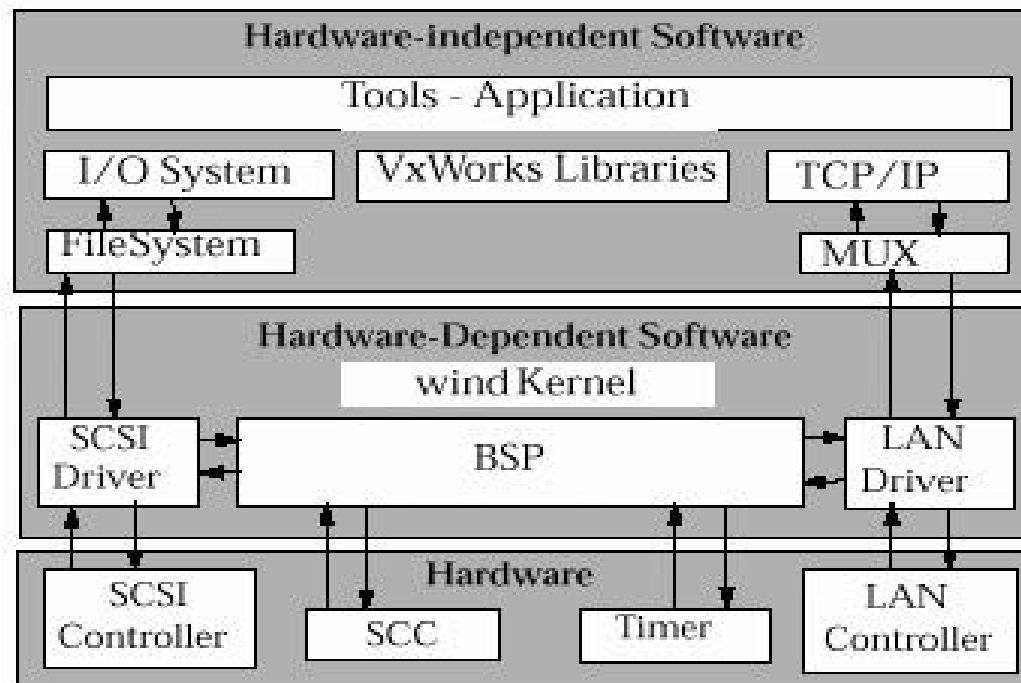 Hardware-independent Software
Tools - Application
I/O System
VxWorks Libraries
TCP/IP
FileSystem
MUX
Hardware-Dependent Software
wind Kernel
SCSI
Driver
BSP
LAN
Driver
Hardware
SCSI
Controller
SCC
Timer
LAN
Controller